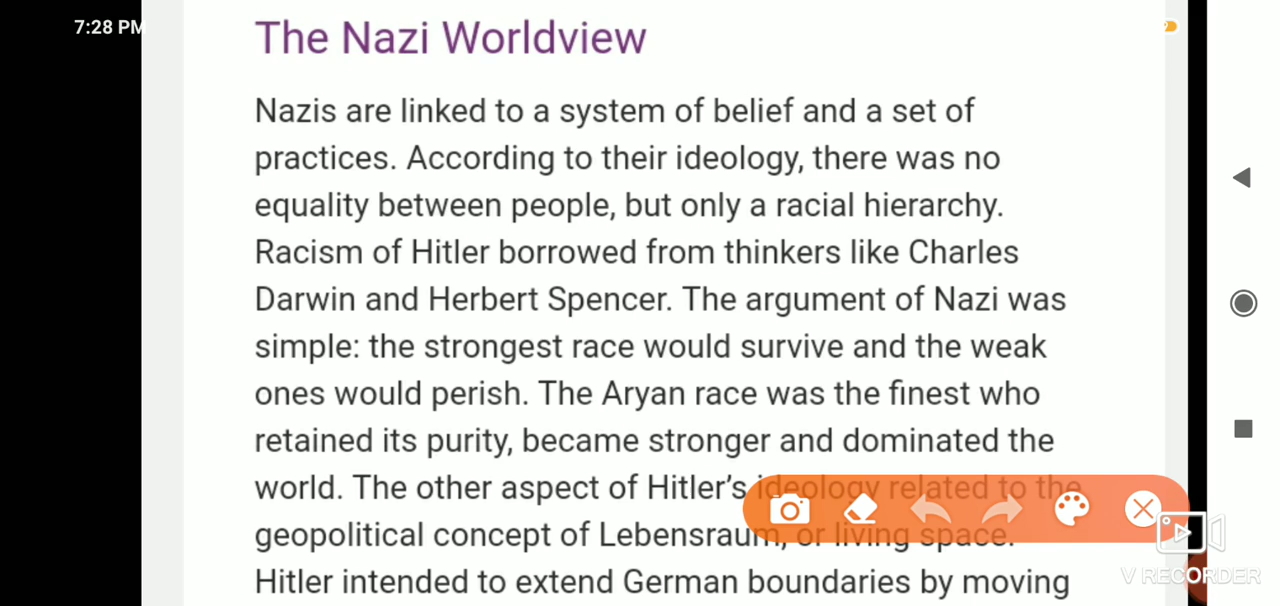 7:28 PM
The Nazi Worldview
Nazis are linked to a system of belief and a set of
practices. According to their ideology, there was no
equality between people, but only a racial hierarchy.
Racism of Hitler borrowed from thinkers like Charles
Darwin and Herbert Spencer. The argument of Nazi was
simple: the strongest race would survive and the weak
ones would perish. The Aryan race was the finest who
retained its purity, became stronger and dominated the
world. The other aspect of Hitler's ideology related to the
geopolitical concept of Lebensraum, or living space.
Hitler intended to extend German boundaries by moving
V RECORDER